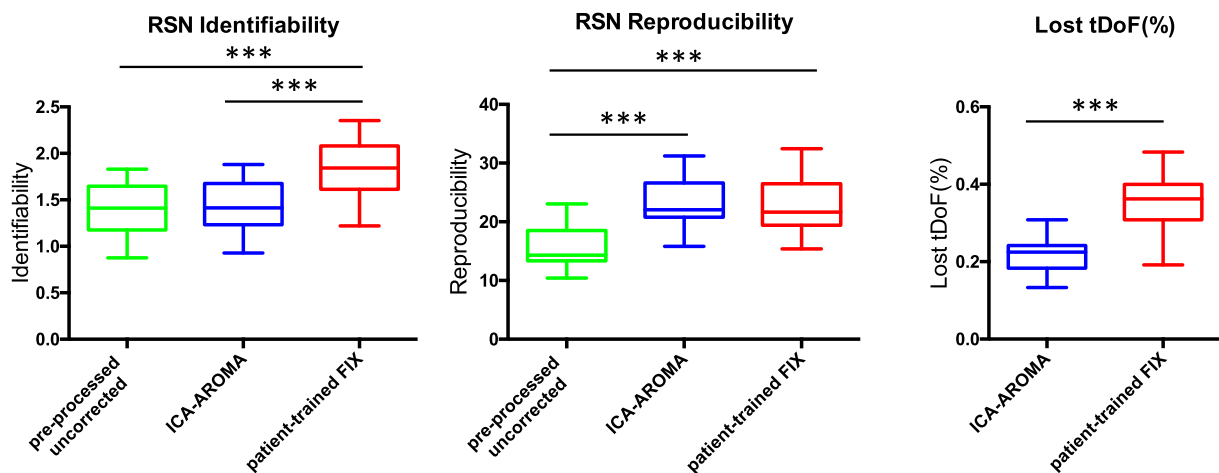 RSN Identifiability
***
***
2.5
2.0
1.5
1.0
0.5
0.0
Identifiability
pre-processed
uncorrected
ICA-AROMA
patient-trained FIX
RSN Reproducibility
***
***
40
30
20
10
0
Reproducibility
pre-processed
uncorrected
ICA-AROMA
patient-trained FIX
Lost tDoF(%)
***
0.6
0.4
0.2
0.0
Lost tDoF(%)
ICA-AROMA
patient-trained FIX